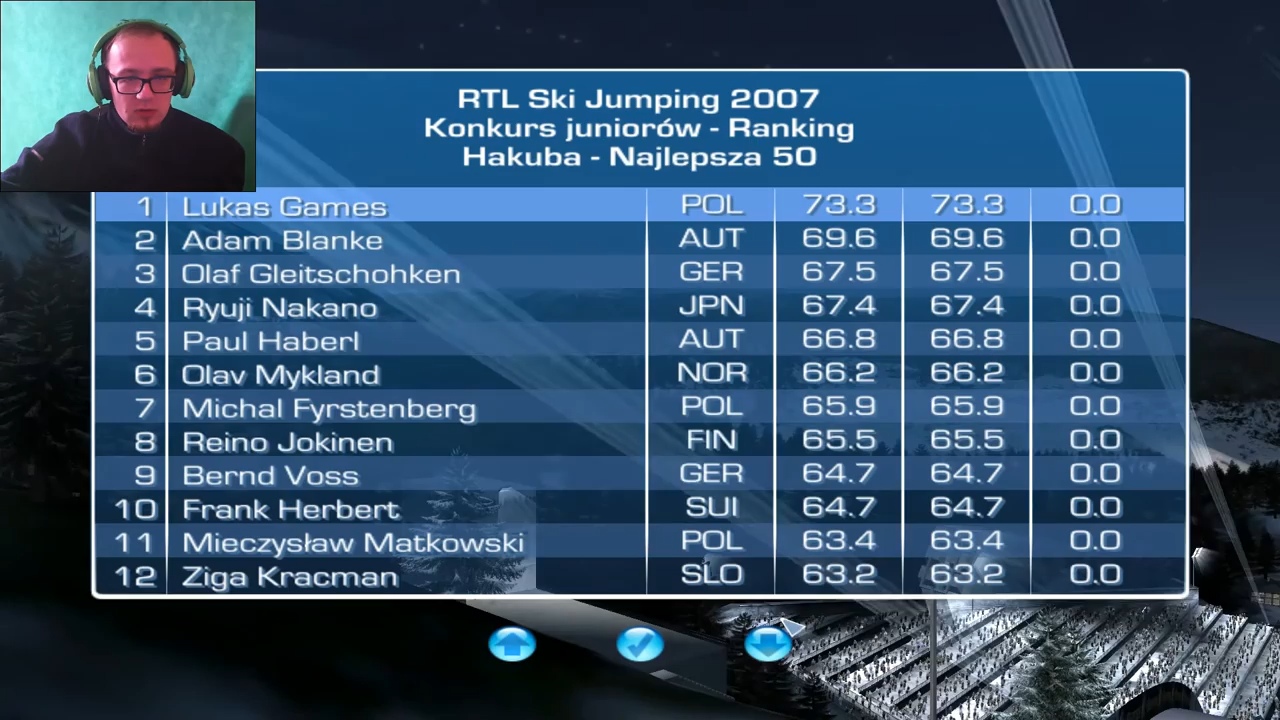 RTL Ski Jumping 2007
Konkurs juniorów - Ranking
Hakuba - Najlepsza 50
1 Lukas Games POL 73.3 73.3 0.0
2 Adam Blanke AUT 69.6 69.6 0.0
3 Olaf Gleitschohken GER 67.5 67.5 0.0
4 Ryuji Nakano JPN 67.4 67.4 0.0
5 Paul Haberl AUT 66.8 66.8 0.0
6 Olav Mykland NOR 66.2 66.2 0.0
7 Michal Fyrstenberg POL 65.9 65.9 0.0
8 Reino Jokinen FIN 65.5 65.5 0.0
9 Bernd Voss GER 64.7 64.7 0.0
10 Frank Herbert SUI 64.7 64.7 0.0
11 Mieczysław Matkowski POL 63.4 63.4 0.0
12 Ziga Kracman SLO 63.2 63.2 0.0